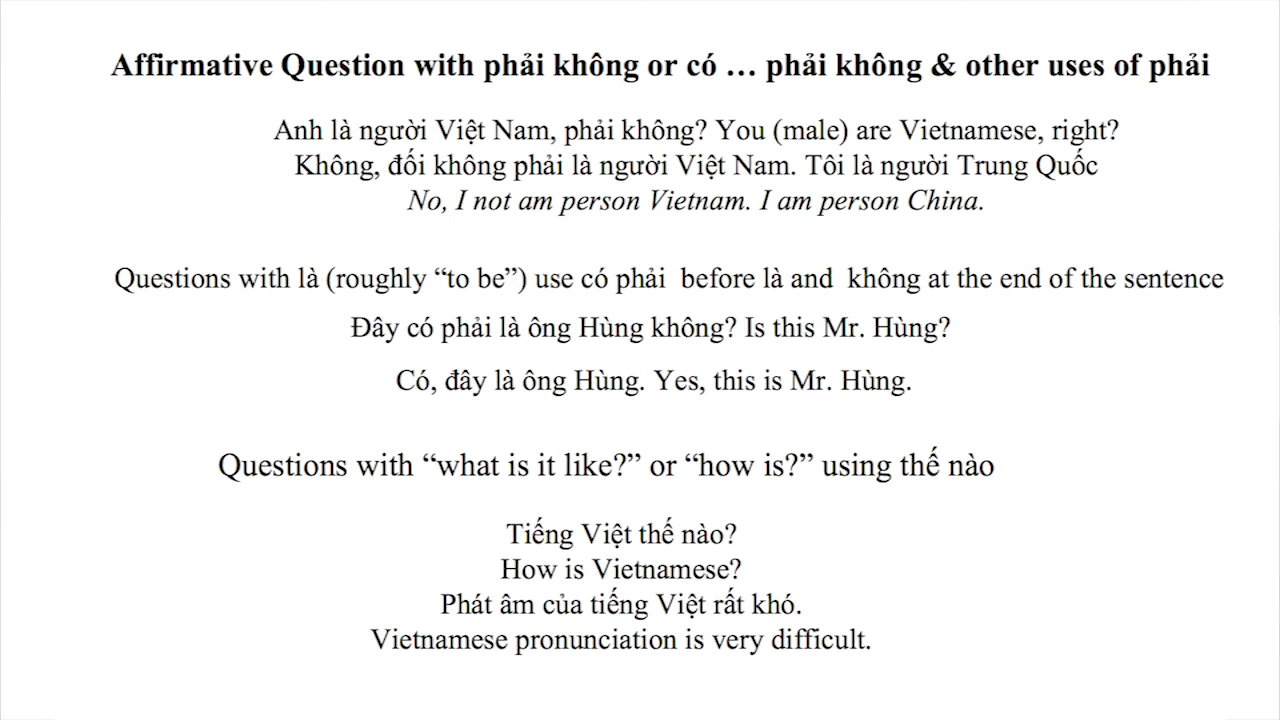 Affirmative Question with phải không or có … phải không & other uses of phải
Anh là người Việt Nam, phải không? You (male) are Vietnamese, right?
Không, đối không phải là người Việt Nam. Tôi là người Trung Quốc
No, I not am person Vietnam. I am person China.
Questions with là (roughly “to be”) use có phải before là and không at the end of the sentence
Đây có phải là ông Hùng không? Is this Mr. Hùng?
Có, đây là ông Hùng. Yes, this is Mr. Hùng.
Questions with “what is it like?” or “how is?” using thế nào
Tiếng Việt thế nào?
How is Vietnamese?
Phát âm của tiếng Việt rất khó.
Vietnamese pronunciation is very difficult.